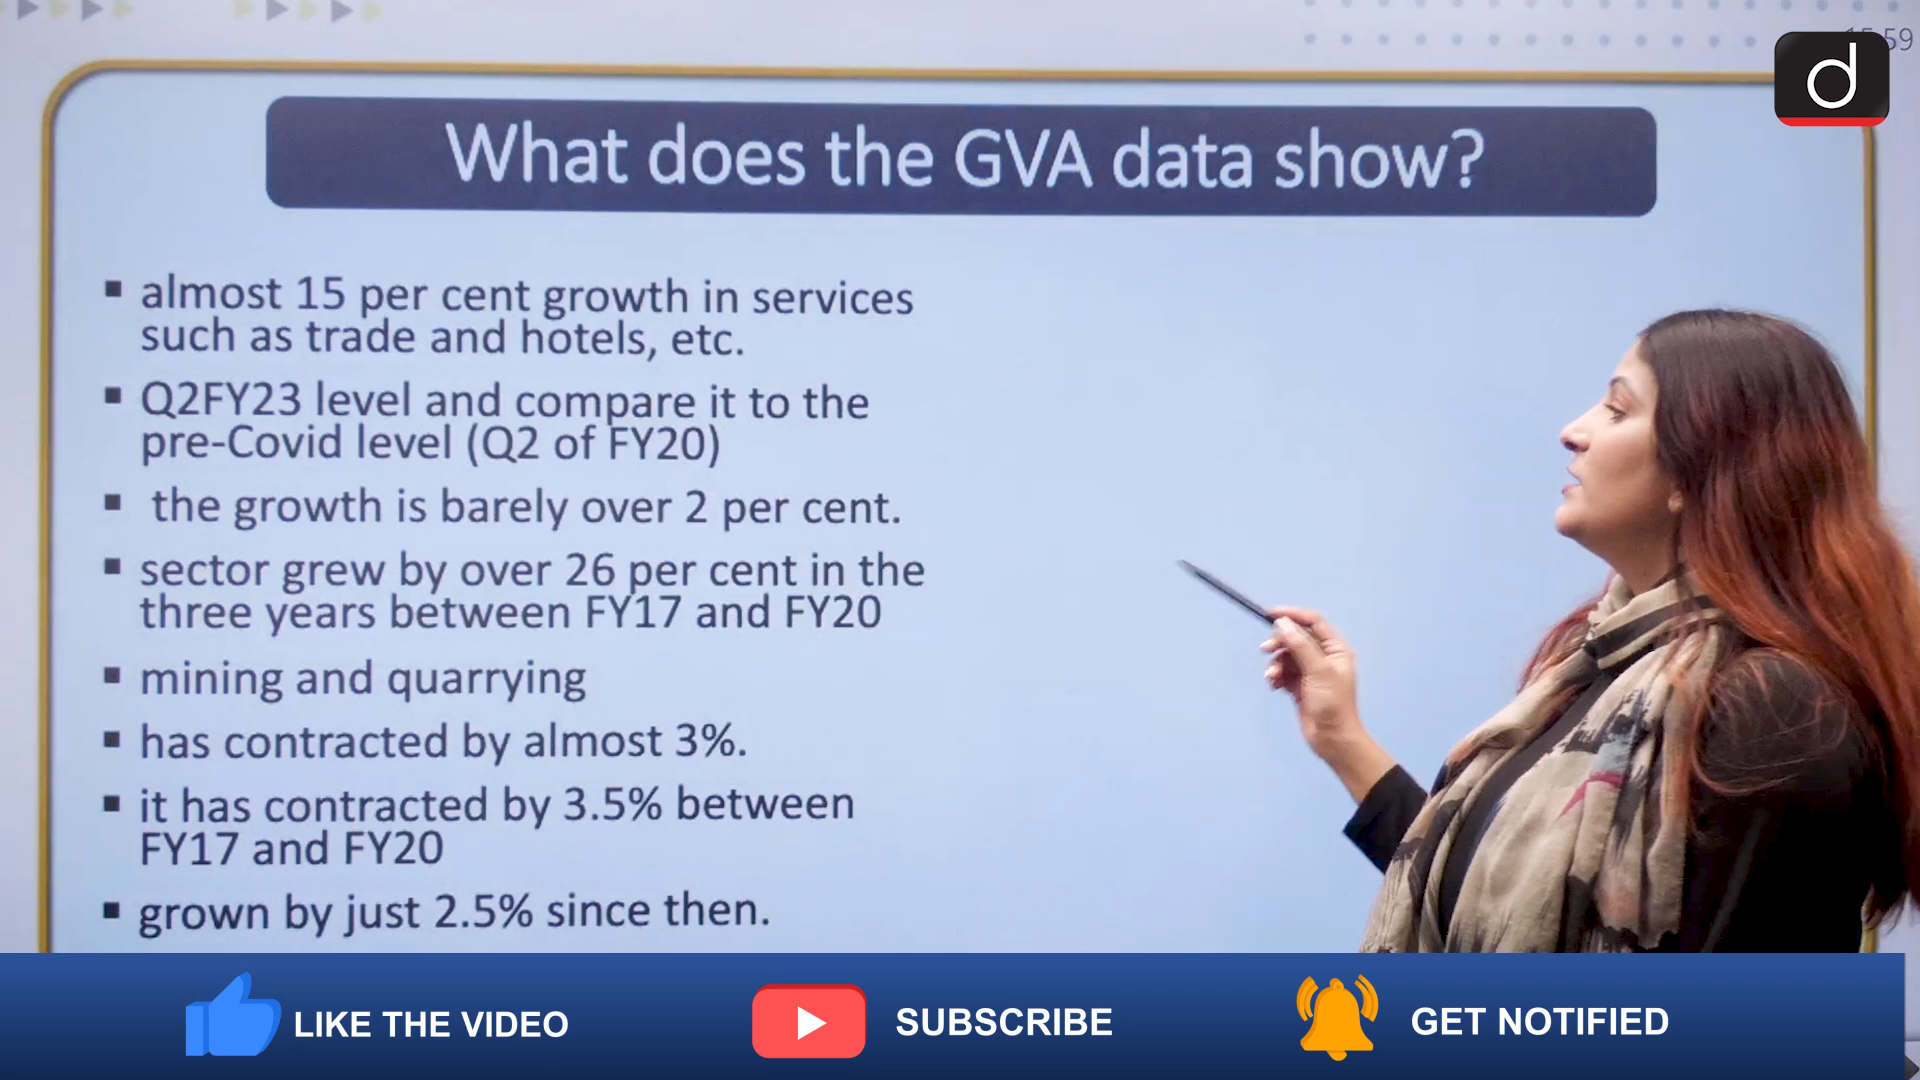 15:59
d
What does the GVA data show?
▪ almost 15 per cent growth in services
such as trade and hotels, etc.
▪ Q2FY23 level and compare it to the
pre-Covid level (Q2 of FY20)
▪ the growth is barely over 2 per cent.
▪ sector grew by over 26 per cent in the
three years between FY17 and FY20
▪ mining and quarrying
▪ has contracted by almost 3%.
▪ it has contracted by 3.5% between
FY17 and FY20
▪ grown by just 2.5% since then.
LIKE THE VIDEO
SUBSCRIBE
GET NOTIFIED